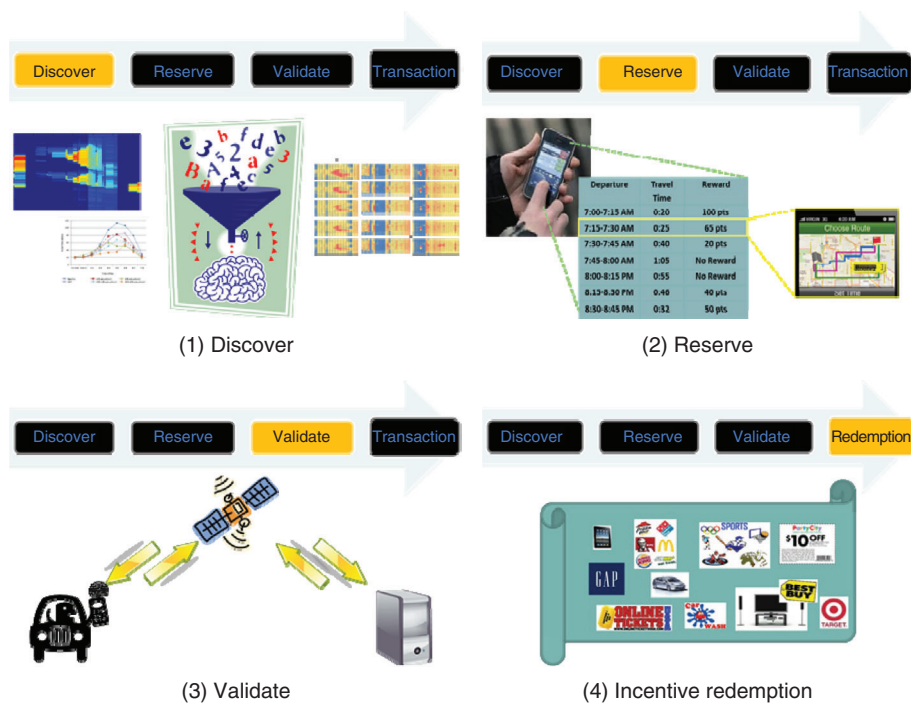 Discover
Reserve
Validate
Transaction
(1) Discover
Discover
Reserve
Validate
Transaction
Departure Travel Time Reward
7:00-7:15 AM 0:20 100 pts
7:15-7:30 AM 0:25 65 pts
7:30-7:45 AM 0:40 20 pts
7:45-8:00 AM 1:05 No Reward
8:00-8:15 PM 0:55 No Reward
8:15-8:30 PM 0:46 40 pts
8:30-8:45 PM 0:32 50 pts
Choose Route
(2) Reserve
Discover
Reserve
Validate
Transaction
(3) Validate
Discover
Reserve
Validate
Redemption
SPORTS
Party City
$10 OFF
GAP
BEST BUY
ONLINE
TICKETS
CAR
WASH
TARGET
(4) Incentive redemption